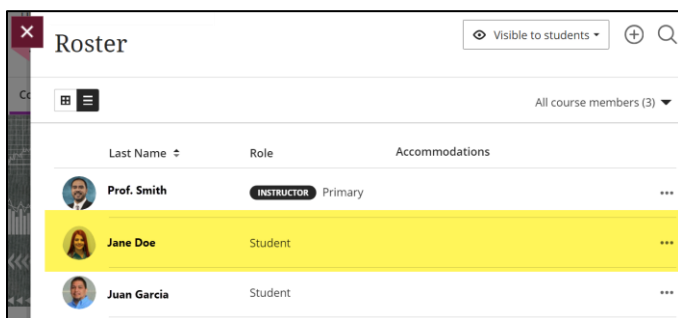 Roster
Visible to students
Co
All course members (3)
Last Name Role Accommodations
Prof. Smith INSTRUCTOR Primary
Jane Doe Student
Juan Garcia Student